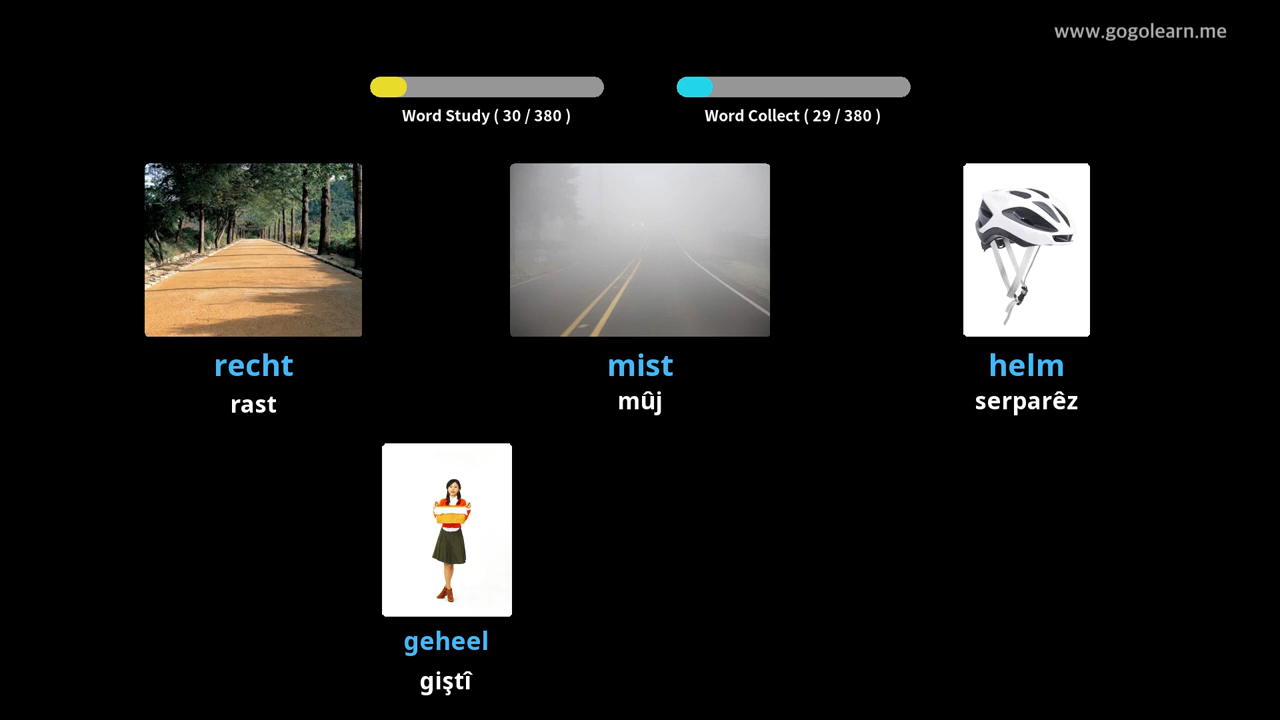 www.gogolearn.me
Word Study ( 30 / 380 )
Word Collect ( 29 / 380 )
recht
rast
mist
mûj
helm
serparêz
geheel
giştî